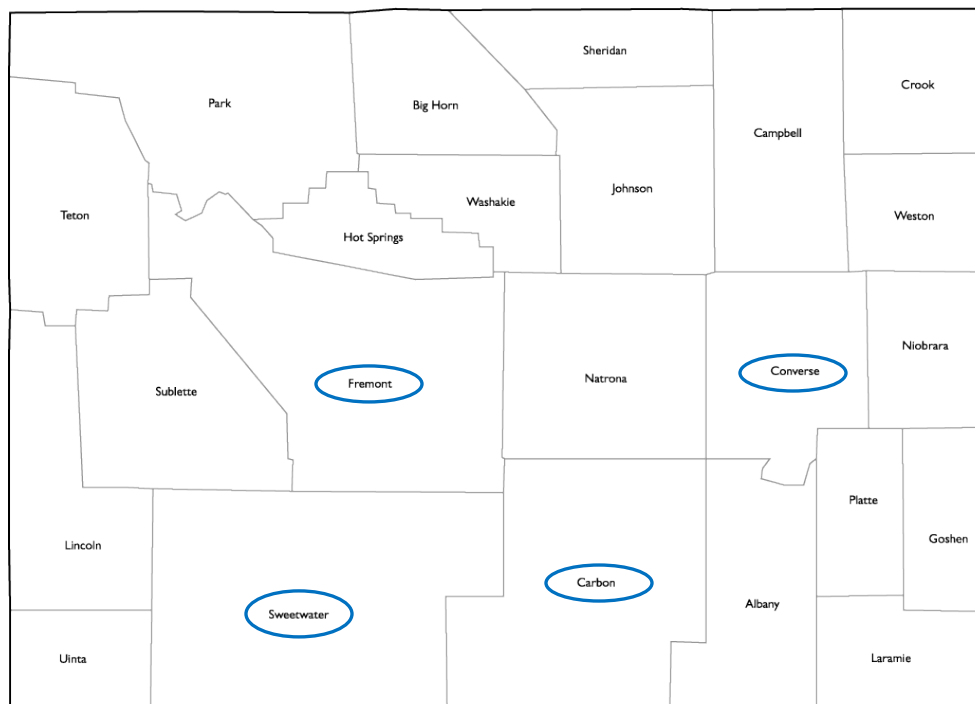 Sheridan
Crook
Park
Big Horn
Campbell
Johnson
Washakie
Teton
Weston
Hot Springs
Niobrara
Converse
Natrona
Fremont
Sublette
Platte
Goshen
Lincoln
Carbon
Albany
Sweetwater
Uinta
Laramie